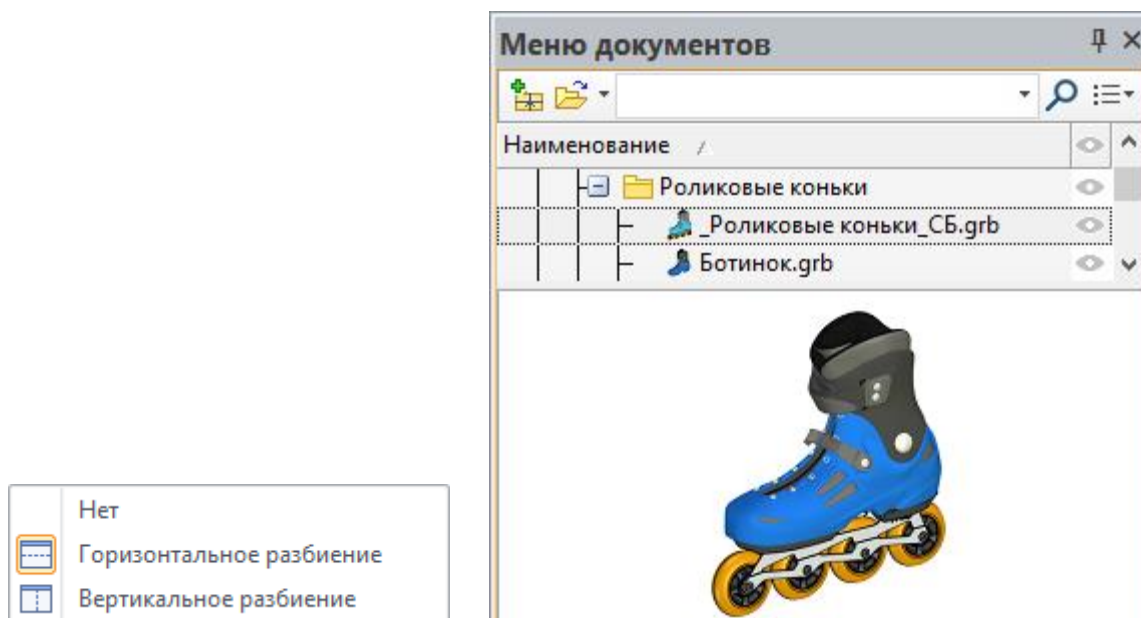 Меню документов
Наименование
Роликовые коньки
_Роликовые коньки_СБ.grb
Ботинок.grb
Нет
Горизонтальное разбиение
Вертикальное разбиение